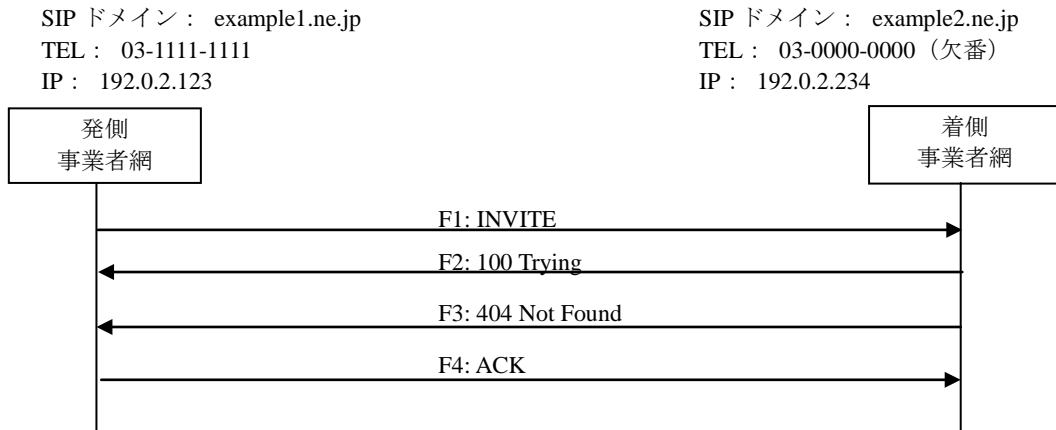 SIP ドメイン： example1.ne.jp
TEL： 03-1111-1111
IP： 192.0.2.123
SIP ドメイン： example2.ne.jp
TEL： 03-0000-0000（欠番）
IP： 192.0.2.234
発側
事業者網
着側
事業者網
F1: INVITE
F2: 100 Trying
F3: 404 Not Found
F4: ACK